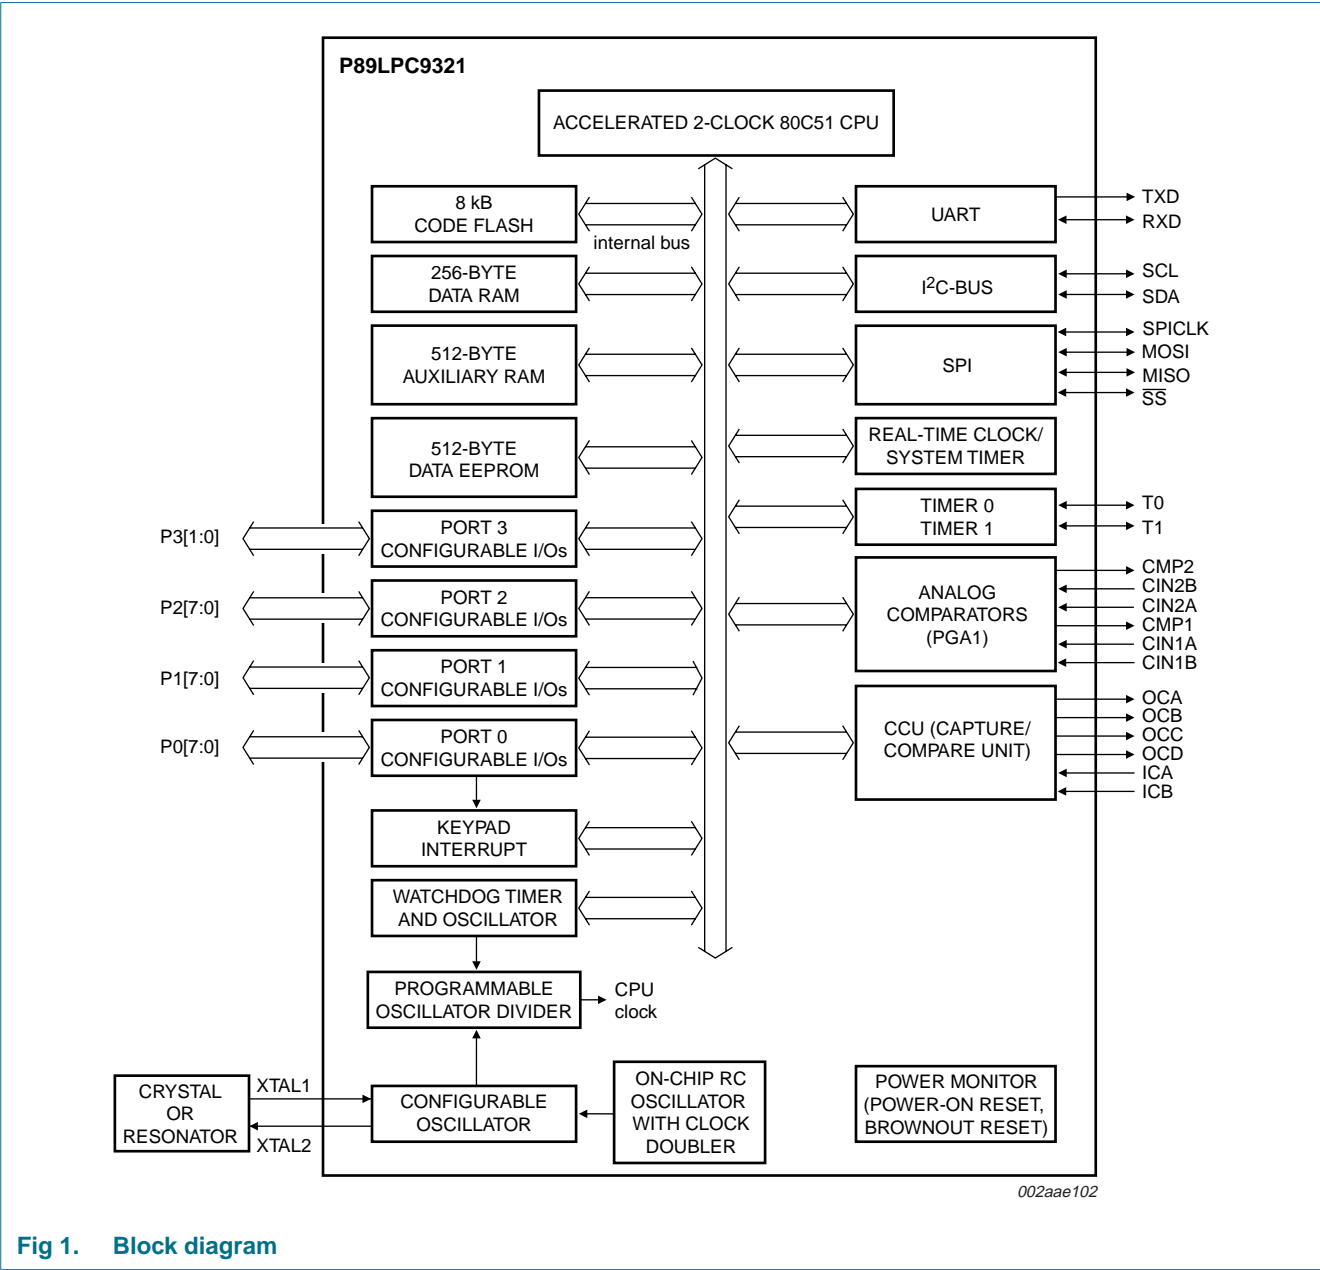 P89LPC9321
ACCELERATED 2-CLOCK 80C51 CPU
8 kB
CODE FLASH
internal bus
256-BYTE
DATA RAM
512-BYTE
AUXILIARY RAM
512-BYTE
DATA EEPROM
P3[1:0]
PORT 3
CONFIGURABLE I/Os
P2[7:0]
PORT 2
CONFIGURABLE I/Os
P1[7:0]
PORT 1
CONFIGURABLE I/Os
P0[7:0]
PORT 0
CONFIGURABLE I/Os
KEYPAD
INTERRUPT
WATCHDOG TIMER
AND OSCILLATOR
PROGRAMMABLE
OSCILLATOR DIVIDER
CPU
clock
CRYSTAL
OR
RESONATOR
XTAL1
XTAL2
CONFIGURABLE
OSCILLATOR
ON-CHIP RC
OSCILLATOR
WITH CLOCK
DOUBLER
UART
TXD
RXD
I2C-BUS
SCL
SDA
SPI
SPICLK
MOSI
MISO
SS
REAL-TIME CLOCK/
SYSTEM TIMER
TIMER 0
TIMER 1
T0
T1
ANALOG
COMPARATORS
(PGA1)
CMP2
CIN2B
CIN2A
CMP1
CIN1A
CIN1B
CCU (CAPTURE/
COMPARE UNIT)
OCA
OCB
OCC
OCD
ICA
ICB
POWER MONITOR
(POWER-ON RESET,
BROWNOUT RESET)
002aae102
Fig 1. Block diagram